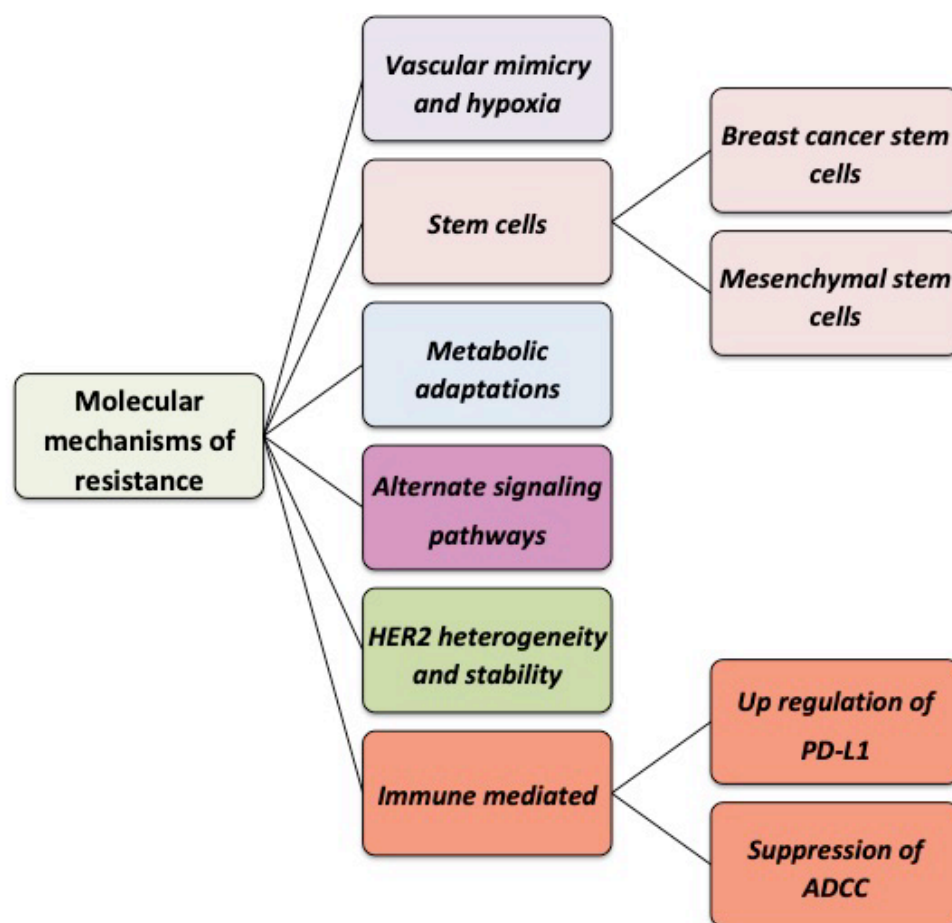 Vascular mimicry
and hypoxia
Breast cancer stem
cells
Stem cells
Mesenchymal stem
cells
Metabolic
adaptations
Molecular
mechanisms of
resistance
Alternate signaling
pathways
HER2 heterogeneity
and stability
Up regulation of
PD-L1
Immune mediated
Suppression of
ADCC